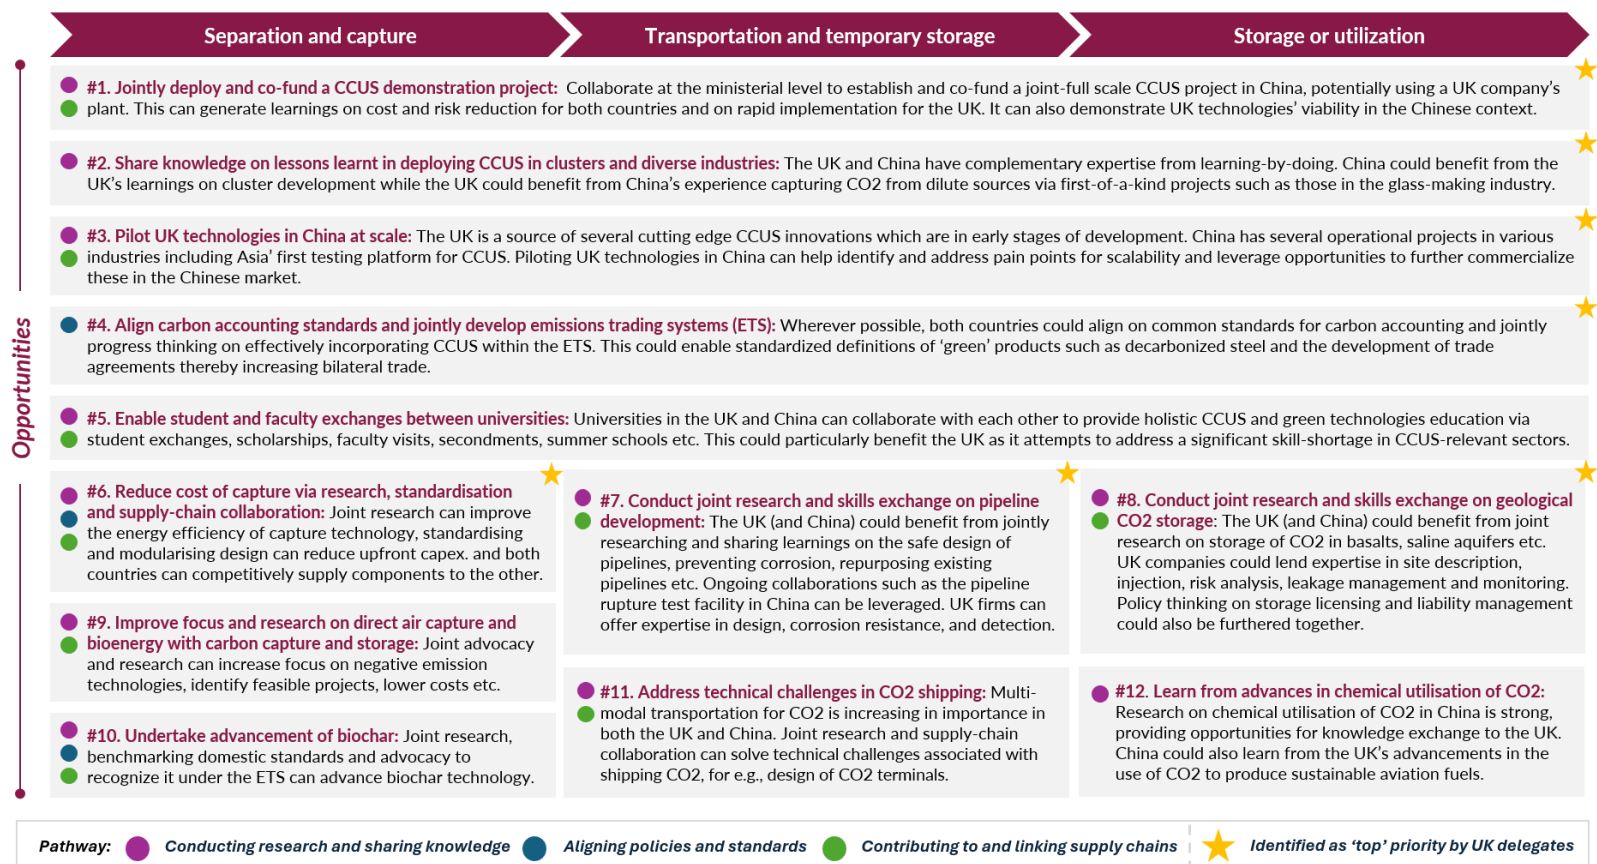 Separation and capture
Transportation and temporary storage
Storage or utilization
Opportunities
#1. Jointly deploy and co-fund a CCUS demonstration project: Collaborate at the ministerial level to establish and co-fund a joint-full scale CCUS project in China, potentially using a UK company's
plant. This can generate learnings on cost and risk reduction for both countries and on rapid implementation for the UK. It can also demonstrate UK technologies' viability in the Chinese context.
#2. Share knowledge on lessons learnt in deploying CCUS in clusters and diverse industries: The UK and China have complementary expertise from learning-by-doing. China could benefit from the
UK's learnings on cluster development while the UK could benefit from China's experience capturing CO2 from dilute sources via first-of-a-kind projects such as those in the glass-making industry.
#3. Pilot UK technologies in China at scale: The UK is a source of several cutting edge CCUS innovations which are in early stages of development. China has several operational projects in various
industries including Asia' first testing platform for CCUS. Piloting UK technologies in China can help identify and address pain points for scalability and leverage opportunities to further commercialize
these in the Chinese market.
#4. Align carbon accounting standards and jointly develop emissions trading systems (ETS): Wherever possible, both countries could align on common standards for carbon accounting and jointly
progress thinking on effectively incorporating CCUS within the ETS. This could enable standardized definitions of 'green' products such as decarbonized steel and the development of trade
agreements thereby increasing bilateral trade.
#5. Enable student and faculty exchanges between universities: Universities in the UK and China can collaborate with each other to provide holistic CCUS and green technologies education via
student exchanges, scholarships, faculty visits, secondments, summer schools etc. This could particularly benefit the UK as it attempts to address a significant skill-shortage in CCUS-relevant sectors.
#6. Reduce cost of capture via research, standardisation
and supply-chain collaboration: Joint research can improve
the energy efficiency of capture technology, standardising
and modularising design can reduce upfront capex. and both
countries can competitively supply components to the other.
#7. Conduct joint research and skills exchange on pipeline
development: The UK (and China) could benefit from jointly
researching and sharing learnings on the safe design of
pipelines, preventing corrosion, repurposing existing
pipelines etc. Ongoing collaborations such as the pipeline
rupture test facility in China can be leveraged. UK firms can
offer expertise in design, corrosion resistance, and detection.
#8. Conduct joint research and skills exchange on geological
CO2 storage: The UK (and China) could benefit from joint
research on storage of CO2 in basalts, saline aquifers etc.
UK companies could lend expertise in site description,
injection, risk analysis, leakage management and monitoring.
Policy thinking on storage licensing and liability management
could also be furthered together.
#9. Improve focus and research on direct air capture and
bioenergy with carbon capture and storage: Joint advocacy
and research can increase focus on negative emission
technologies, identify feasible projects, lower costs etc.
#10. Undertake advancement of biochar: Joint research,
benchmarking domestic standards and advocacy to
recognize it under the ETS can advance biochar technology.
#11. Address technical challenges in CO2 shipping: Multi-
modal transportation for CO2 is increasing in importance in
both the UK and China. Joint research and supply-chain
collaboration can solve technical challenges associated with
shipping CO2, for e.g., design of CO2 terminals.
#12. Learn from advances in chemical utilisation of CO2:
Research on chemical utilisation of CO2 in China is strong,
providing opportunities for knowledge exchange to the UK.
China could also learn from the UK's advancements in the
use of CO2 to produce sustainable aviation fuels.
Pathway: Conducting research and sharing knowledge Aligning policies and standards Contributing to and linking supply chains Identified as 'top' priority by UK delegates